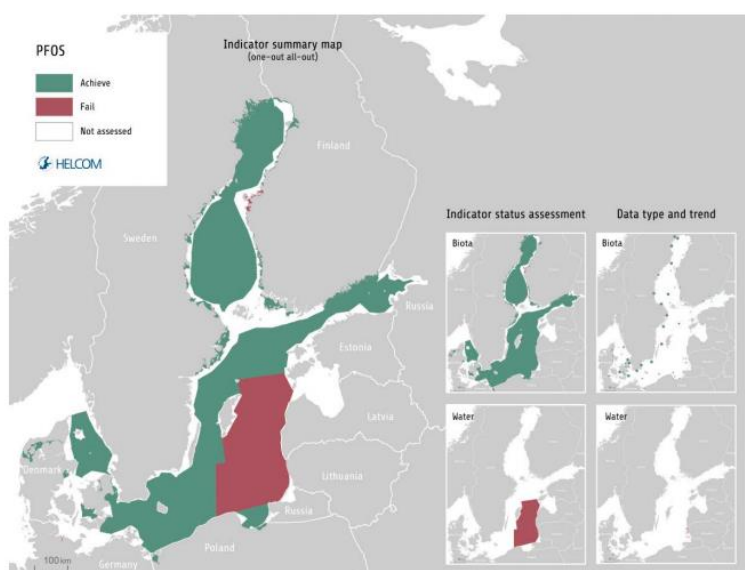 PFOS
Achieve
Fail
Not assessed
HELCOM
Indicator summary map
(one-out all-out)
Finland
Sweden
Russia
Estonia
Latvia
Lithuania
Denmark
Russia
Poland
Germany
100 km
Indicator status assessment
Data type and trend
Biota
Biota
Water
Water